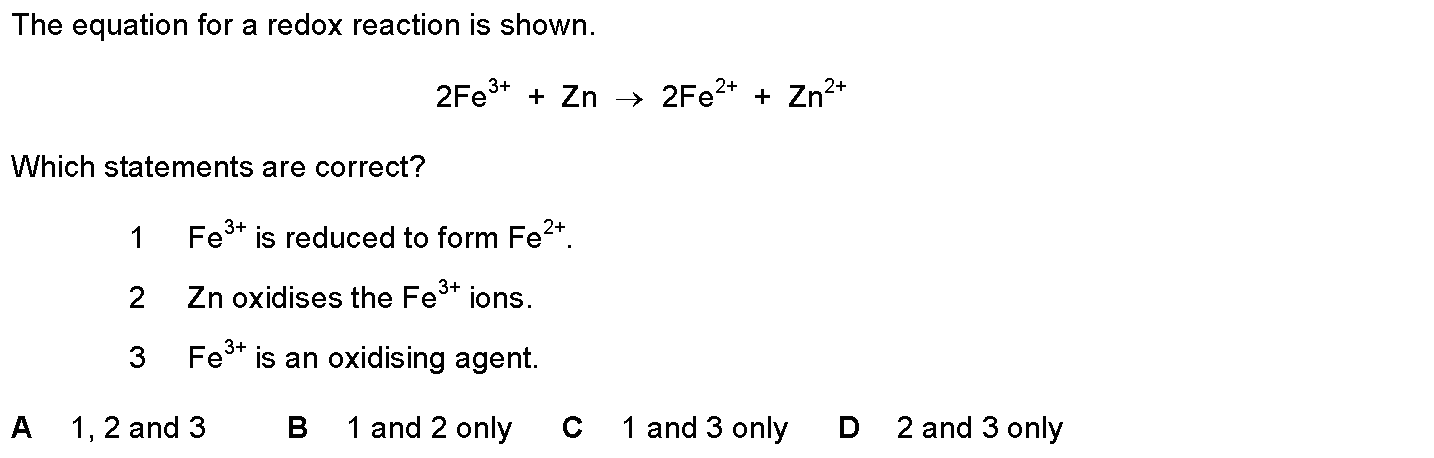 The equation for a redox reaction is shown.
2Fe³⁺ + Zn → 2Fe²⁺ + Zn²⁺
Which statements are correct?
1 Fe³⁺ is reduced to form Fe²⁺.
2 Zn oxidises the Fe³⁺ ions.
3 Fe³⁺ is an oxidising agent.
A 1, 2 and 3 B 1 and 2 only C 1 and 3 only D 2 and 3 only